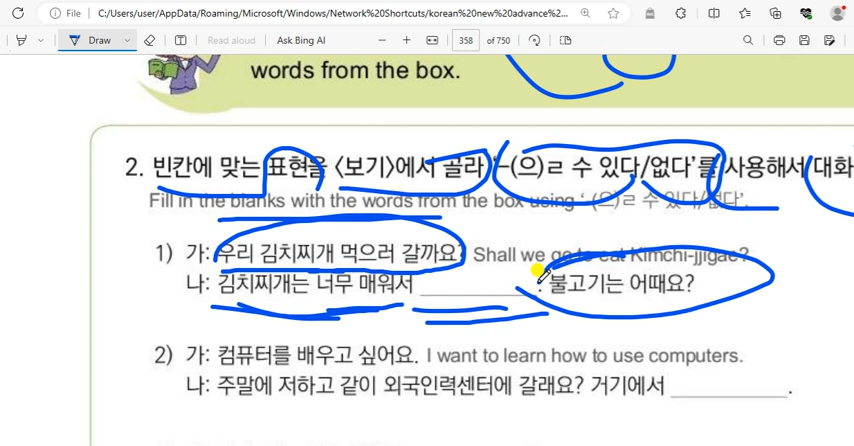 File C:/Users/user/AppData/Roaming/Microsoft/Windows/Network%20Shortcuts/korean%20new%20advance%2...
Draw Read aloud Ask Bing AI 358 of 750
words from the box.
2. 빈칸에 맞는 표현을 <보기>에서 골라 '-(으)ㄹ 수 있다/없다'를 사용해서 대화
Fill in the blanks with the words from the box using '-(으)ㄹ 수 있다/없다'.
1) 가: 우리 김치찌개 먹으러 갈까요? Shall we go to eat Kimchi-jjigae?
나: 김치찌개는 너무 매워서 ____________. 불고기는 어때요?
2) 가: 컴퓨터를 배우고 싶어요. I want to learn how to use computers.
나: 주말에 저하고 같이 외국인력센터에 갈래요? 거기에서 ____________.